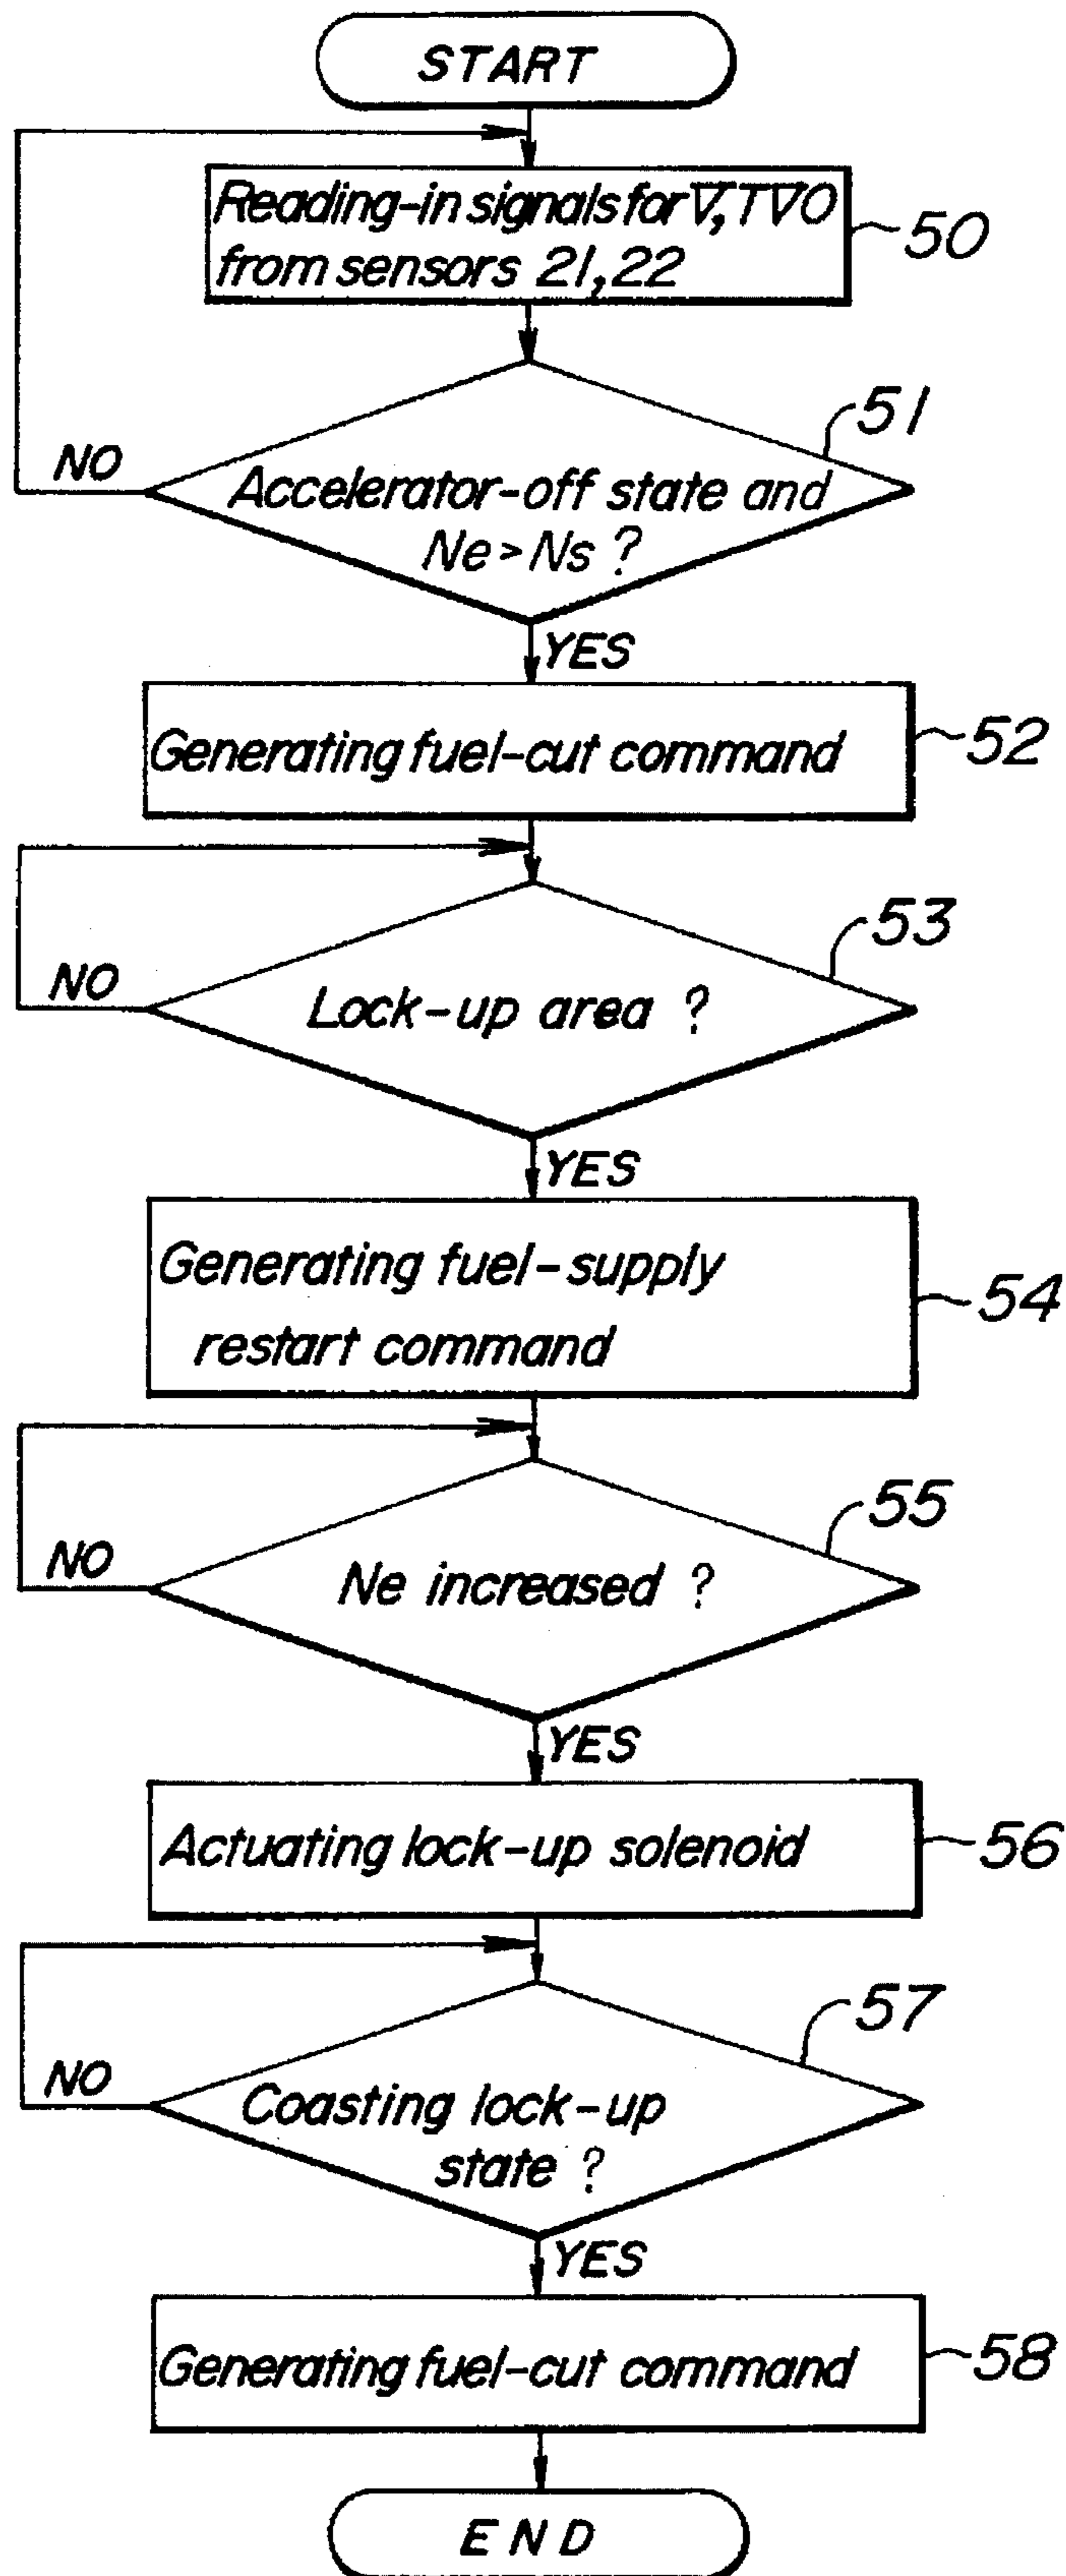 START
Reading-in signals for V, TVO
from sensors 21, 22
50
51
NO
Accelerator-off state and
Ne > Ns ?
YES
Generating fuel-cut command
52
53
NO
Lock-up area ?
YES
Generating fuel-supply
restart command
54
55
NO
Ne increased ?
YES
Actuating lock-up solenoid
56
57
NO
Coasting lock-up
state ?
YES
Generating fuel-cut command
58
END